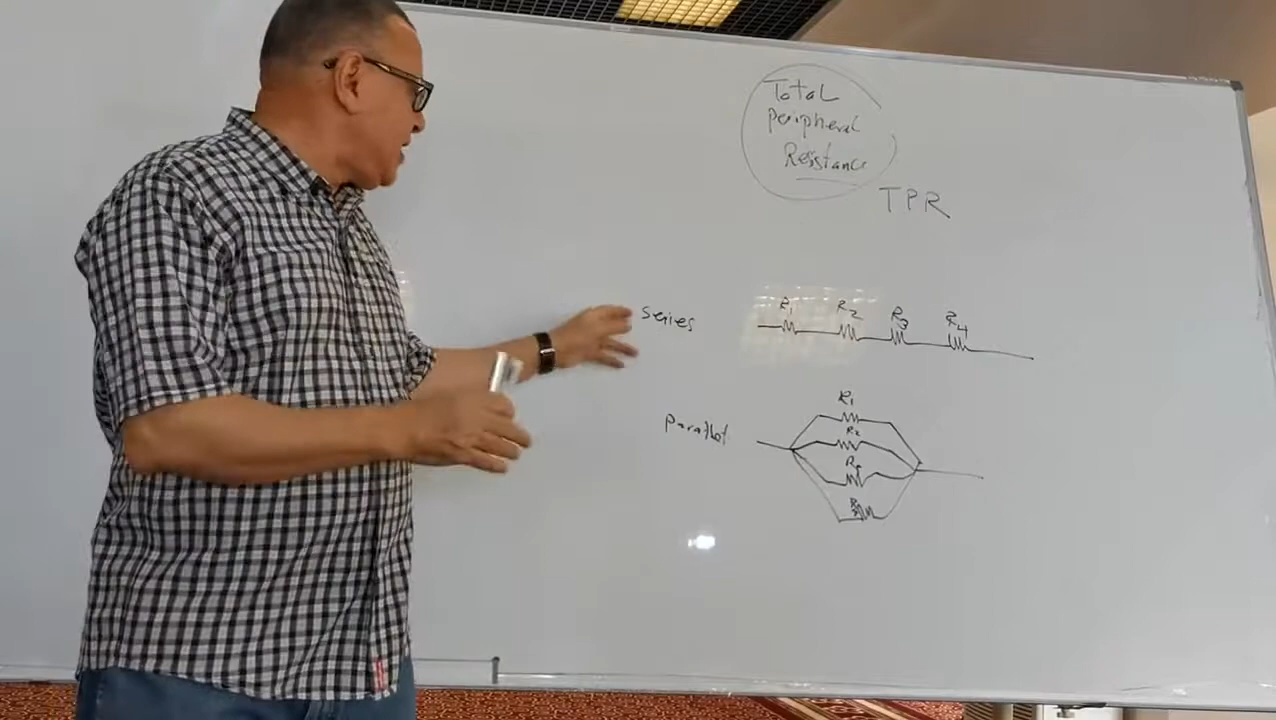 Total
Peripheral
Resistance
TPR
Series
R1 R2 R3 R4
Parallel
R1
R2